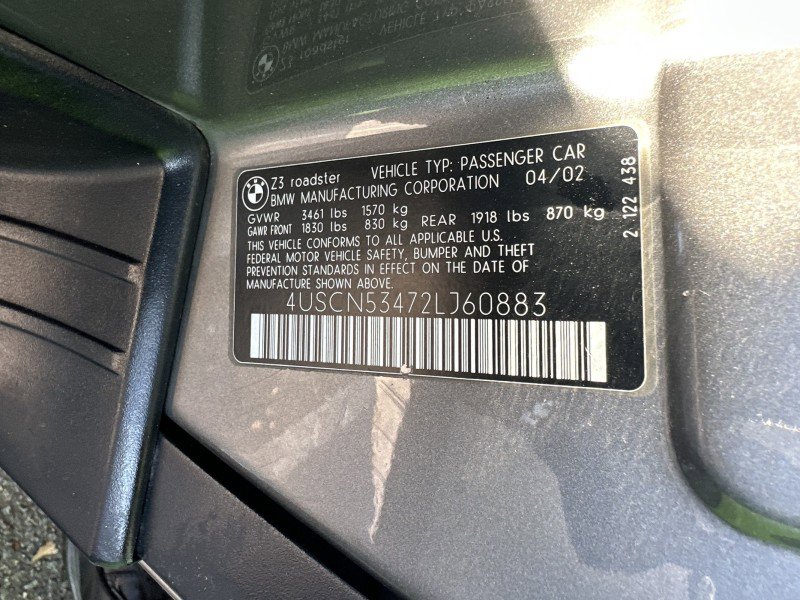 Z3 roadster VEHICLE TYP: PASSENGER CAR
BMW MANUFACTURING CORPORATION 04/02
GVWR 3461 lbs 1570 kg
GAWR FRONT 1830 lbs 830 kg REAR 1918 lbs 870 kg
THIS VEHICLE CONFORMS TO ALL APPLICABLE U.S.
FEDERAL MOTOR VEHICLE SAFETY, BUMPER AND THEFT
PREVENTION STANDARDS IN EFFECT ON THE DATE OF
MANUFACTURE SHOWN ABOVE.
4USCN53472LJ60883
2 122 438